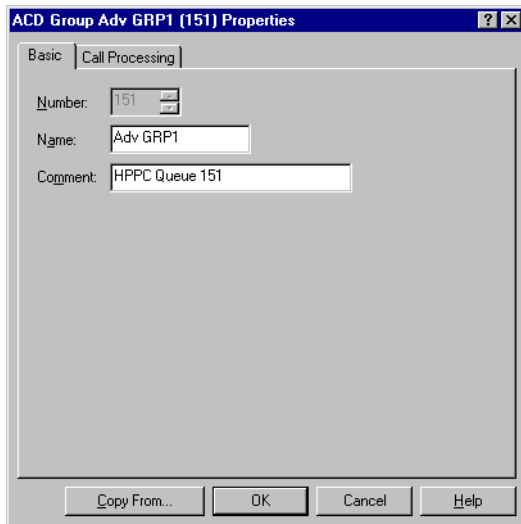 ACD Group Adv GRP1 (151) Properties
Basic Call Processing
Number: 151
Name: Adv GRP1
Comment: HPPC Queue 151
Copy From... OK Cancel Help